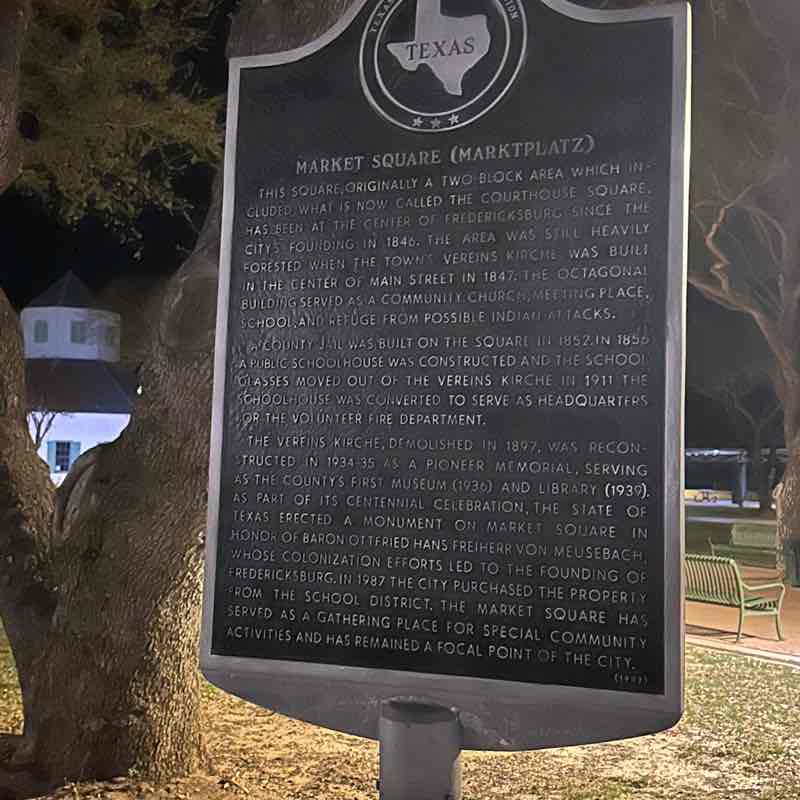 TEXAS
TEXAS
MARKET SQUARE (MARKTPLATZ)
THIS SQUARE, ORIGINALLY A TWO-BLOCK AREA WHICH IN-
CLUDED WHAT IS NOW CALLED THE COURTHOUSE SQUARE,
HAS BEEN AT THE CENTER OF FREDERICKSBURG SINCE THE
CITY'S FOUNDING IN 1846. THE AREA WAS STILL HEAVILY
FORESTED WHEN THE TOWN'S VEREINS KIRCHE WAS BUILT
IN THE CENTER OF MAIN STREET IN 1847. THE OCTAGONAL
BUILDING SERVED AS A COMMUNITY CHURCH, MEETING PLACE,
SCHOOL, AND REFUGE FROM POSSIBLE INDIAN ATTACKS.
A COUNTY JAIL WAS BUILT ON THE SQUARE IN 1852. IN 1856
A PUBLIC SCHOOLHOUSE WAS CONSTRUCTED AND THE SCHOOL
CLASSES MOVED OUT OF THE VEREINS KIRCHE. IN 1911 THE
SCHOOLHOUSE WAS CONVERTED TO SERVE AS HEADQUARTERS
FOR THE VOLUNTEER FIRE DEPARTMENT.
THE VEREINS KIRCHE, DEMOLISHED IN 1897, WAS RECON-
STRUCTED IN 1934-35 AS A PIONEER MEMORIAL, SERVING
AS THE COUNTY'S FIRST MUSEUM (1936) AND LIBRARY (1939).
AS PART OF ITS CENTENNIAL CELEBRATION, THE STATE OF
TEXAS ERECTED A MONUMENT ON MARKET SQUARE IN
HONOR OF BARON OTTFRIED HANS FREIHERR VON MEUSEBACH,
WHOSE COLONIZATION EFFORTS LED TO THE FOUNDING OF
FREDERICKSBURG. IN 1987 THE CITY PURCHASED THE PROPERTY
FROM THE SCHOOL DISTRICT. THE MARKET SQUARE HAS
SERVED AS A GATHERING PLACE FOR SPECIAL COMMUNITY
ACTIVITIES AND HAS REMAINED A FOCAL POINT OF THE CITY.